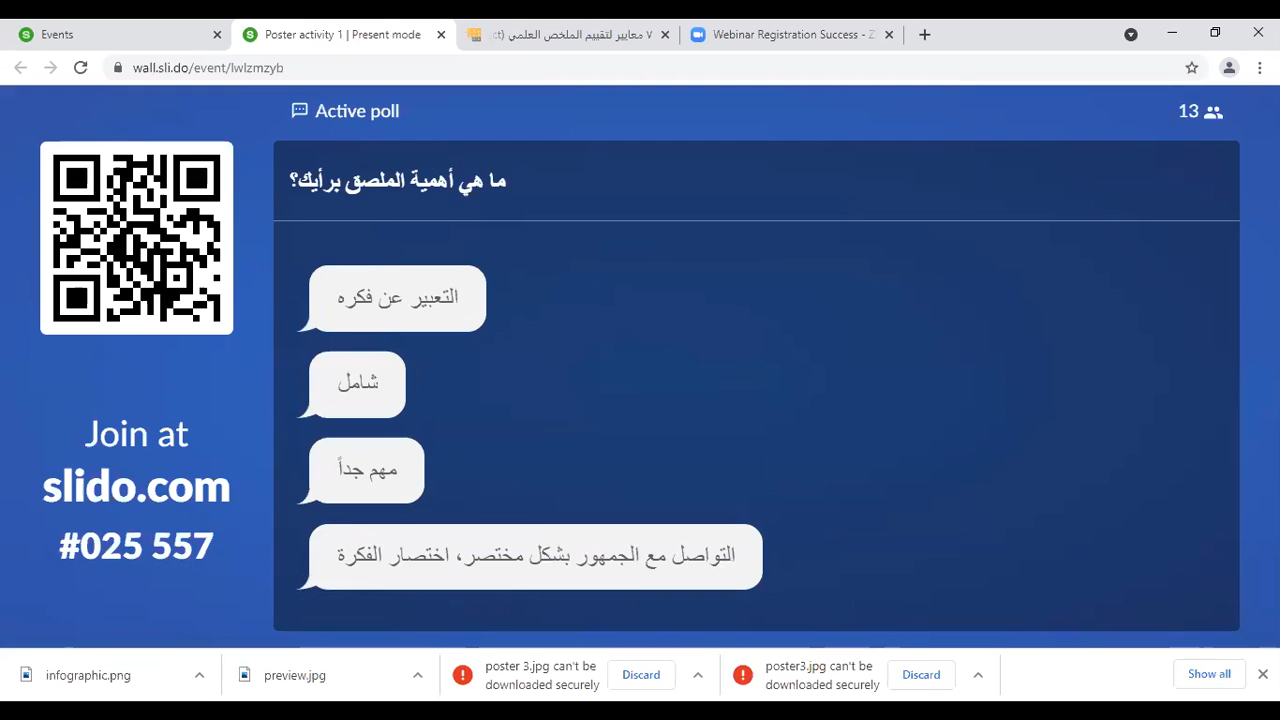 Events
Poster activity 1 | Present mode
٧ معايير لتقييم الملخص العلمي (ct
Webinar Registration Success - Z
wall.sli.do/event/lwlzmzyb
Active poll
13
ما هي أهمية الملصق برأيك؟
التعبير عن فكره
شامل
مهم جداً
التواصل مع الجمهور بشكل مختصر، اختصار الفكرة
Join at
slido.com
#025 557
infographic.png
preview.jpg
poster 3.jpg can't be
downloaded securely
Discard
poster3.jpg can't be
downloaded securely
Discard
Show all